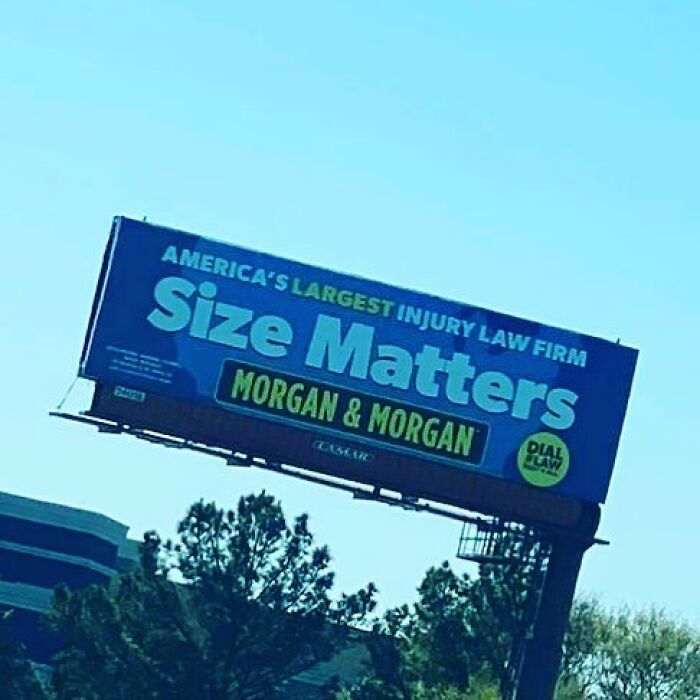 AMERICA'S LARGEST INJURY LAW FIRM
Size Matters
MORGAN & MORGAN
LAMAR
DIAL
#LAW